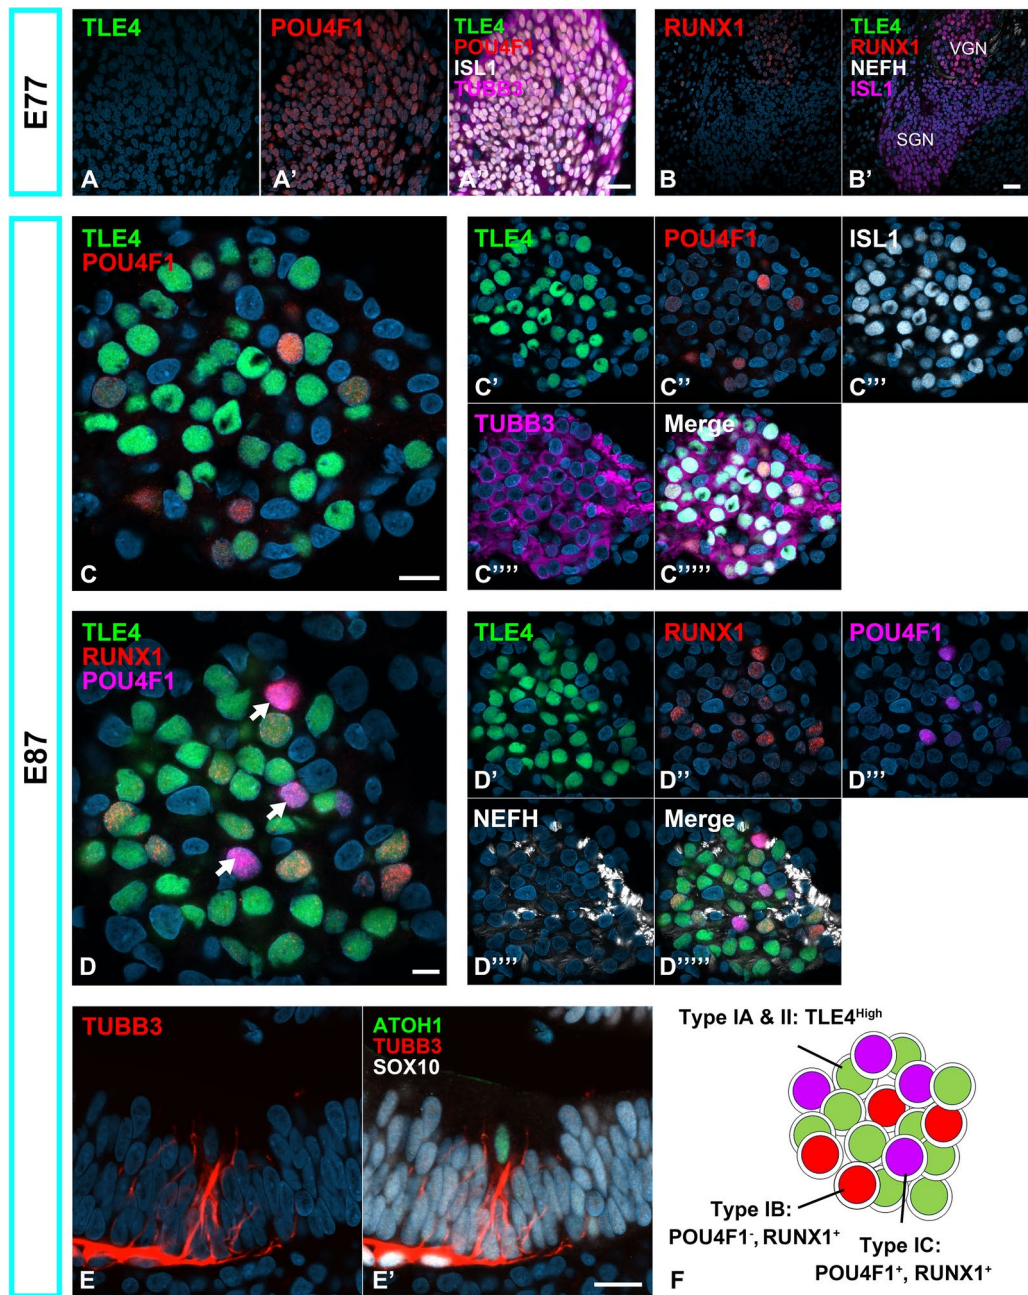 E77
TLE4
A
POU4F1
A'
TLE4
POU4F1
ISL1
TUBB3
A''
RUNX1
B
TLE4
RUNX1
NEFH
ISL1
VGN
SGN
B'
E87
TLE4
POU4F1
C
TLE4
C'
POU4F1
C''
ISL1
C'''
TUBB3
C''''
Merge
C'''''
TLE4
RUNX1
POU4F1
D
TLE4
D'
RUNX1
D''
POU4F1
D'''
NEFH
D''''
Merge
D'''''
TUBB3
E
ATOH1
TUBB3
SOX10
E'
Type IA & II: TLE4High
Type IB:
POU4F1-, RUNX1+
Type IC:
POU4F1+, RUNX1+
F